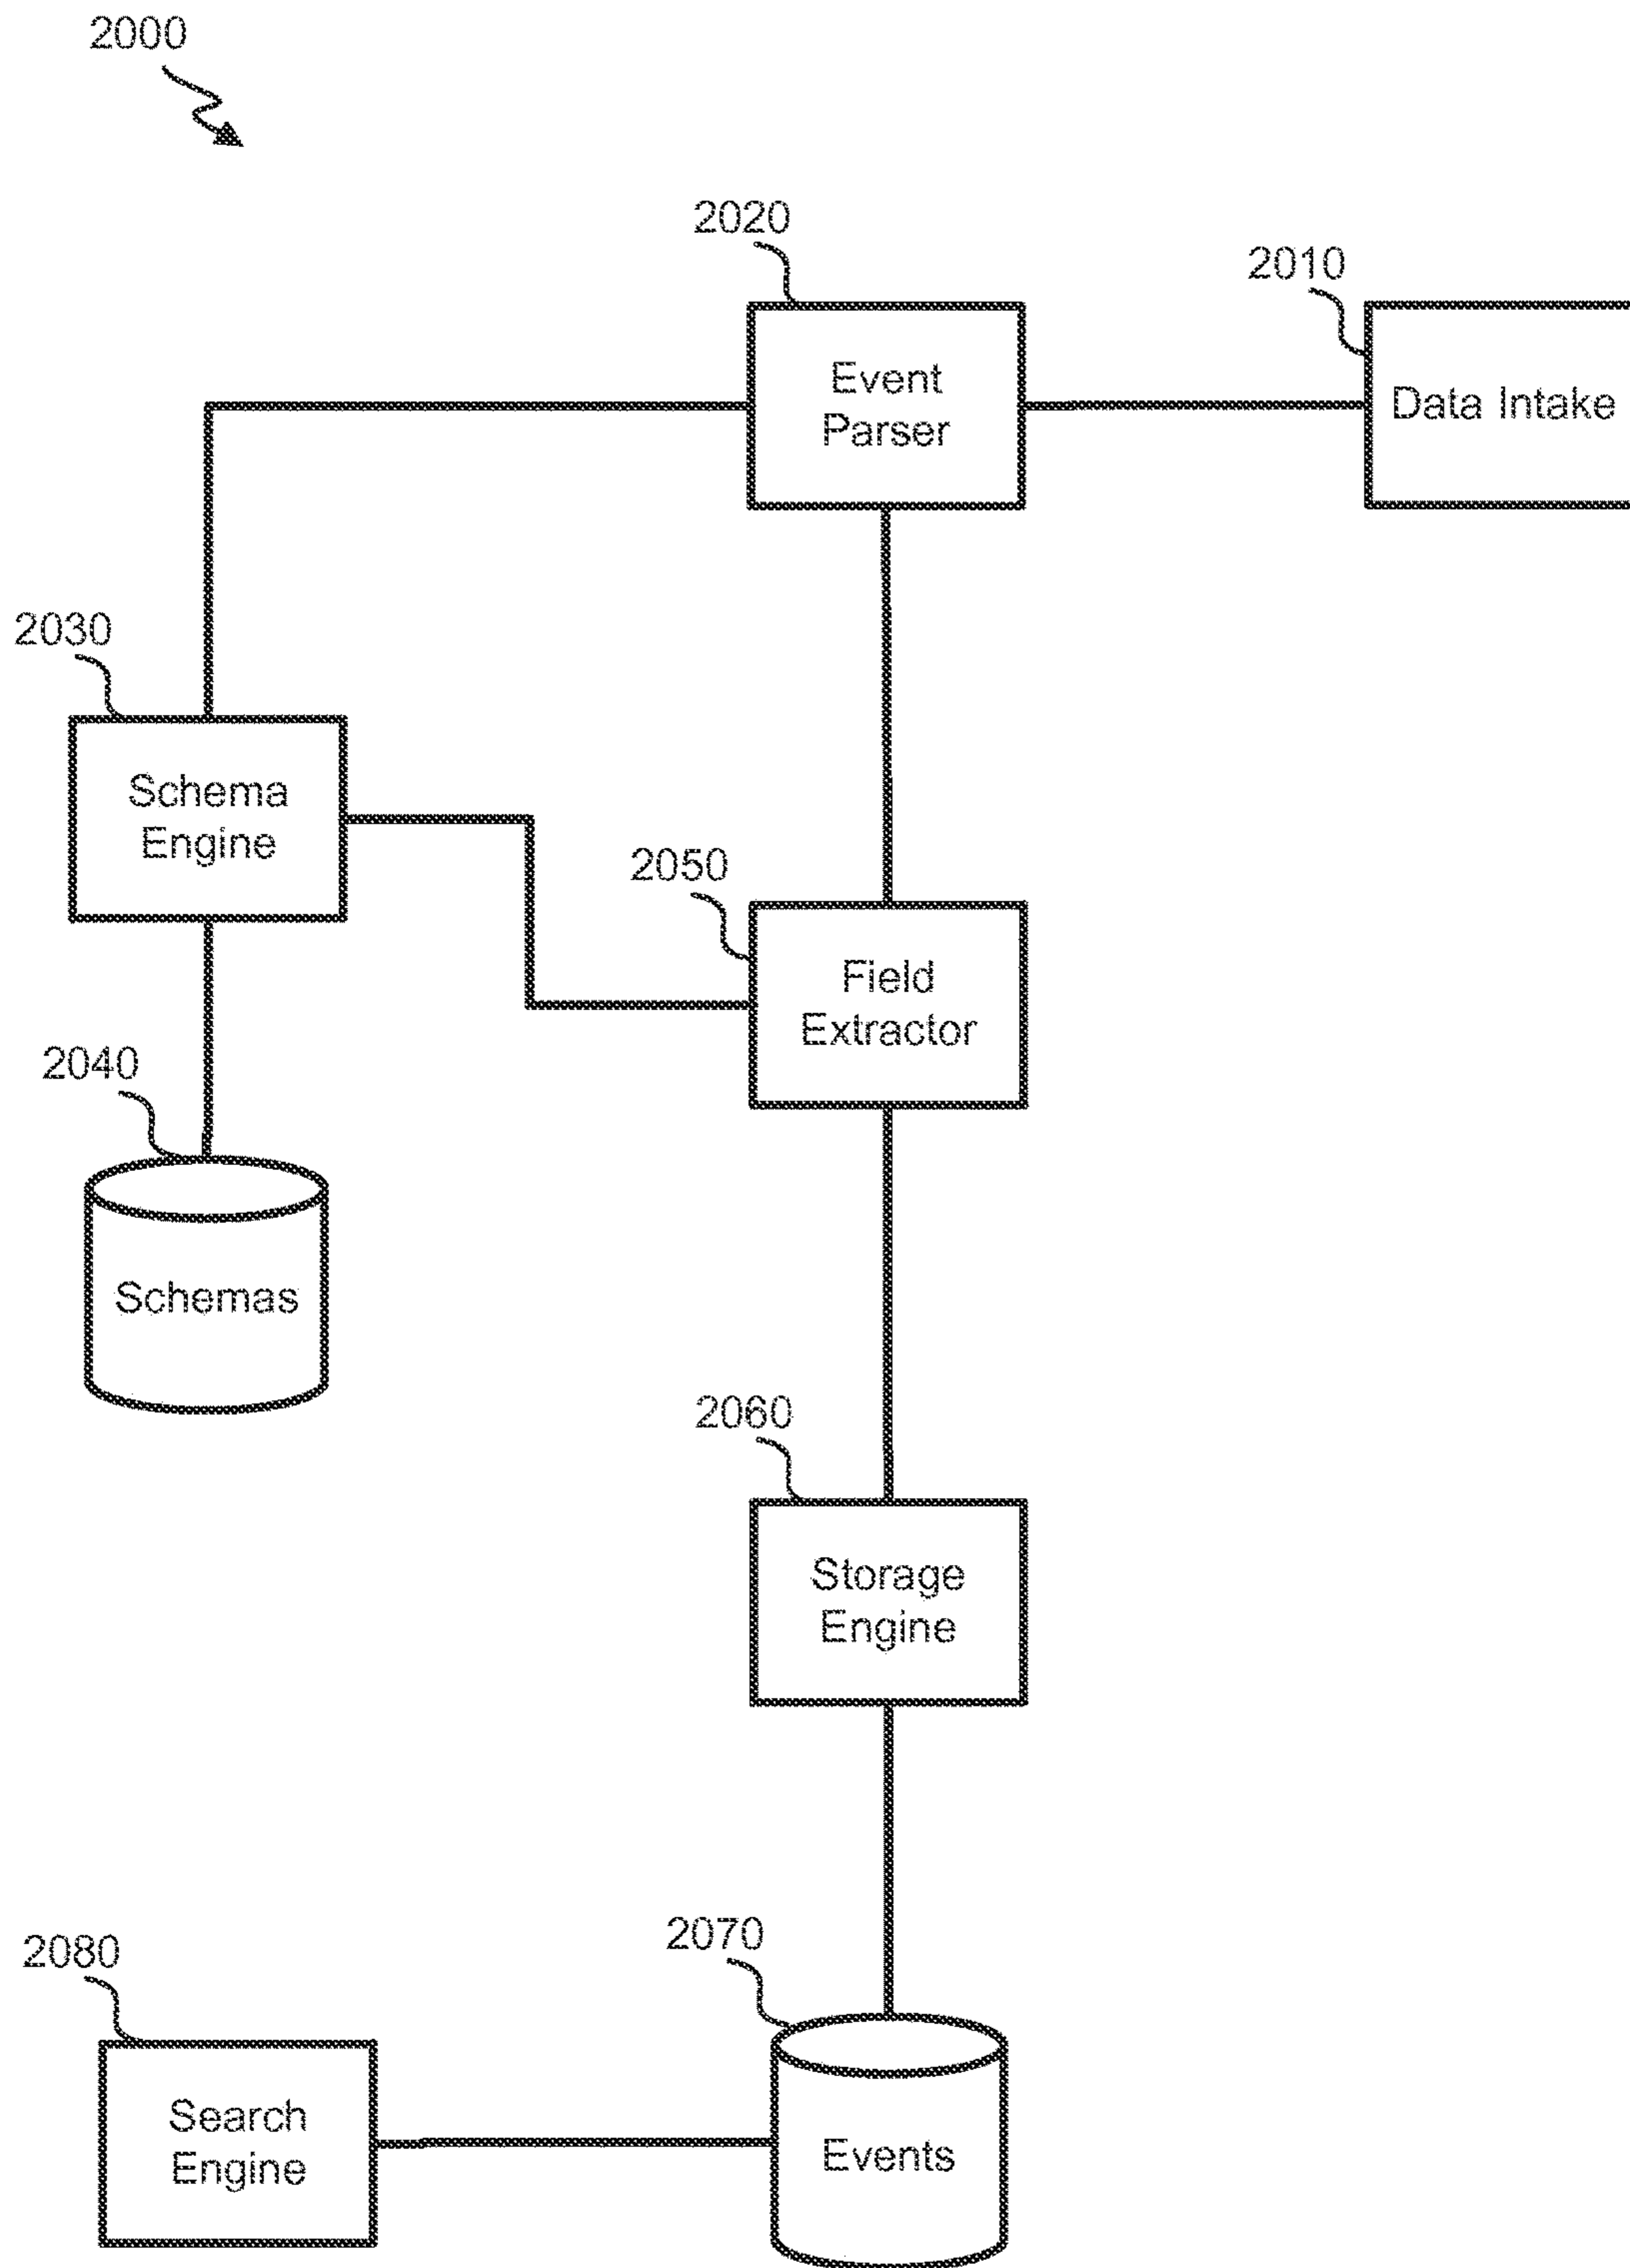 2000
2020
2010
Event
Parser
Data Intake
2030
Schema
Engine
2050
Field
Extractor
2040
Schemas
2060
Storage
Engine
2080
2070
Search
Engine
Events